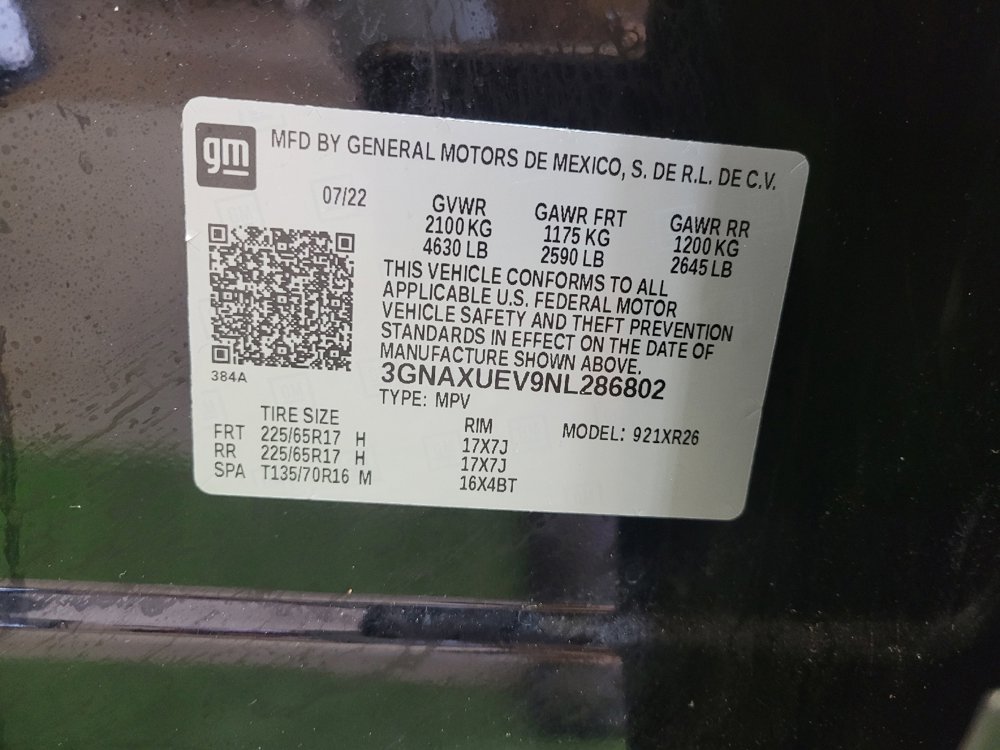 gm
MFD BY GENERAL MOTORS DE MEXICO, S. DE R.L. DE C.V.
07/22
GVWR GAWR FRT GAWR RR
2100 KG 1175 KG 1200 KG
4630 LB 2590 LB 2645 LB
THIS VEHICLE CONFORMS TO ALL
APPLICABLE U.S. FEDERAL MOTOR
VEHICLE SAFETY AND THEFT PREVENTION
STANDARDS IN EFFECT ON THE DATE OF
MANUFACTURE SHOWN ABOVE.
384A
3GNAXUEV9NL286802
TYPE: MPV
TIRE SIZE RIM MODEL: 921XR26
FRT 225/65R17 H 17X7J
RR 225/65R17 H 17X7J
SPA T135/70R16 M 16X4BT